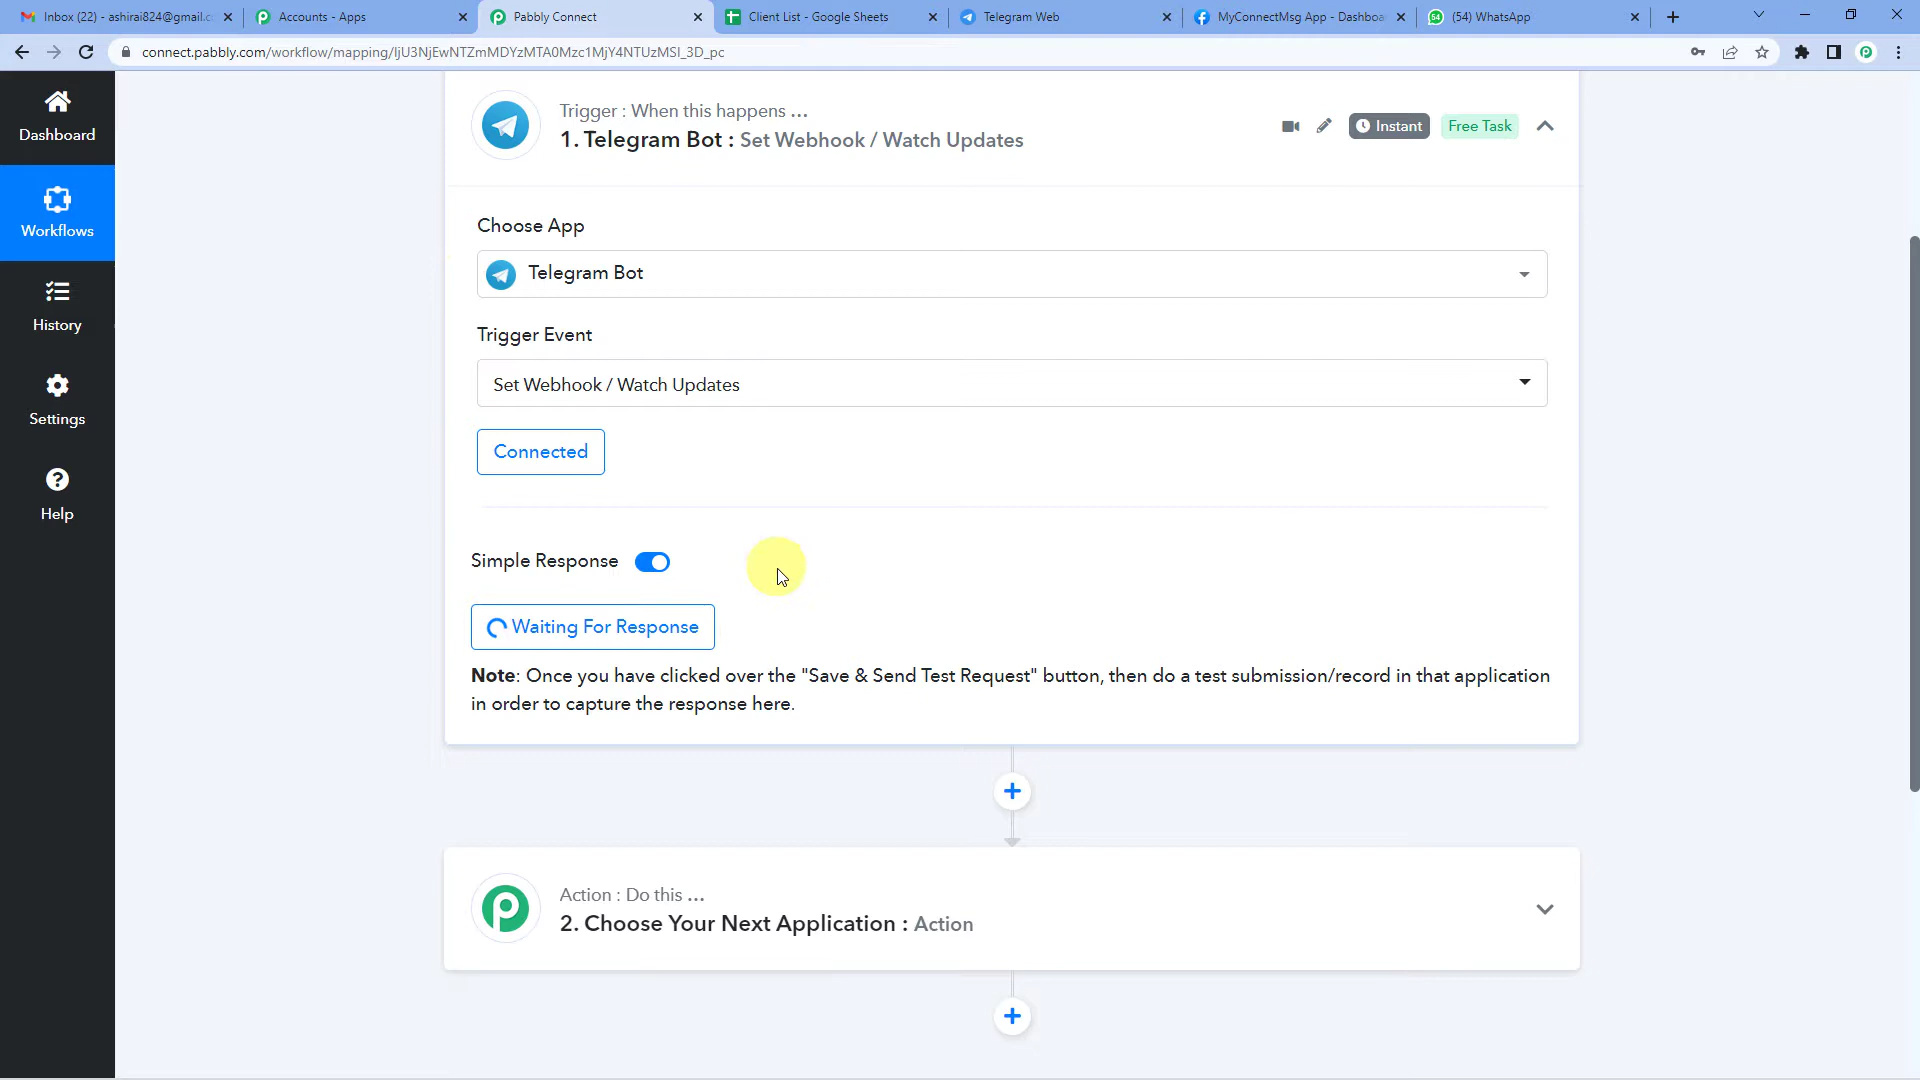 Inbox (22) - ashirai824@gmail.c
Accounts - Apps
Pabbly Connect
Client List - Google Sheets
Telegram Web
MyConnectMsg App - Dashboa
(54) WhatsApp
connect.pabbly.com/workflow/mapping/IjU3NjEwNTZmMDYzMTA0Mzc1MjY4NTUzMSI_3D_pc
Dashboard
Workflows
History
Settings
Help
Trigger : When this happens ...
1. Telegram Bot : Set Webhook / Watch Updates
Instant
Free Task
Choose App
Telegram Bot
Trigger Event
Set Webhook / Watch Updates
Connected
Simple Response
Waiting For Response
Note: Once you have clicked over the "Save & Send Test Request" button, then do a test submission/record in that application
in order to capture the response here.
Action : Do this ...
2. Choose Your Next Application : Action